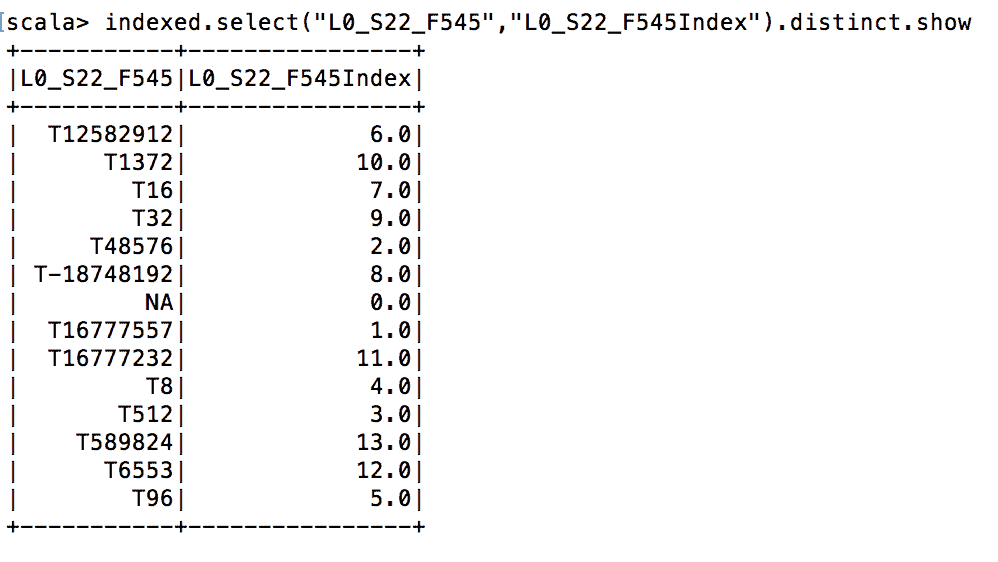 [scala> indexed.select("L0_S22_F545","L0_S22_F545Index").distinct.show
+-----------+----------------+
|L0_S22_F545|L0_S22_F545Index|
+-----------+----------------+
|  T12582912|             6.0|
|      T1372|            10.0|
|        T16|             7.0|
|        T32|             9.0|
|     T48576|             2.0|
| T-18748192|             8.0|
|         NA|             0.0|
|  T16777557|             1.0|
|  T16777232|            11.0|
|         T8|             4.0|
|       T512|             3.0|
|    T589824|            13.0|
|      T6553|            12.0|
|        T96|             5.0|
+-----------+----------------+